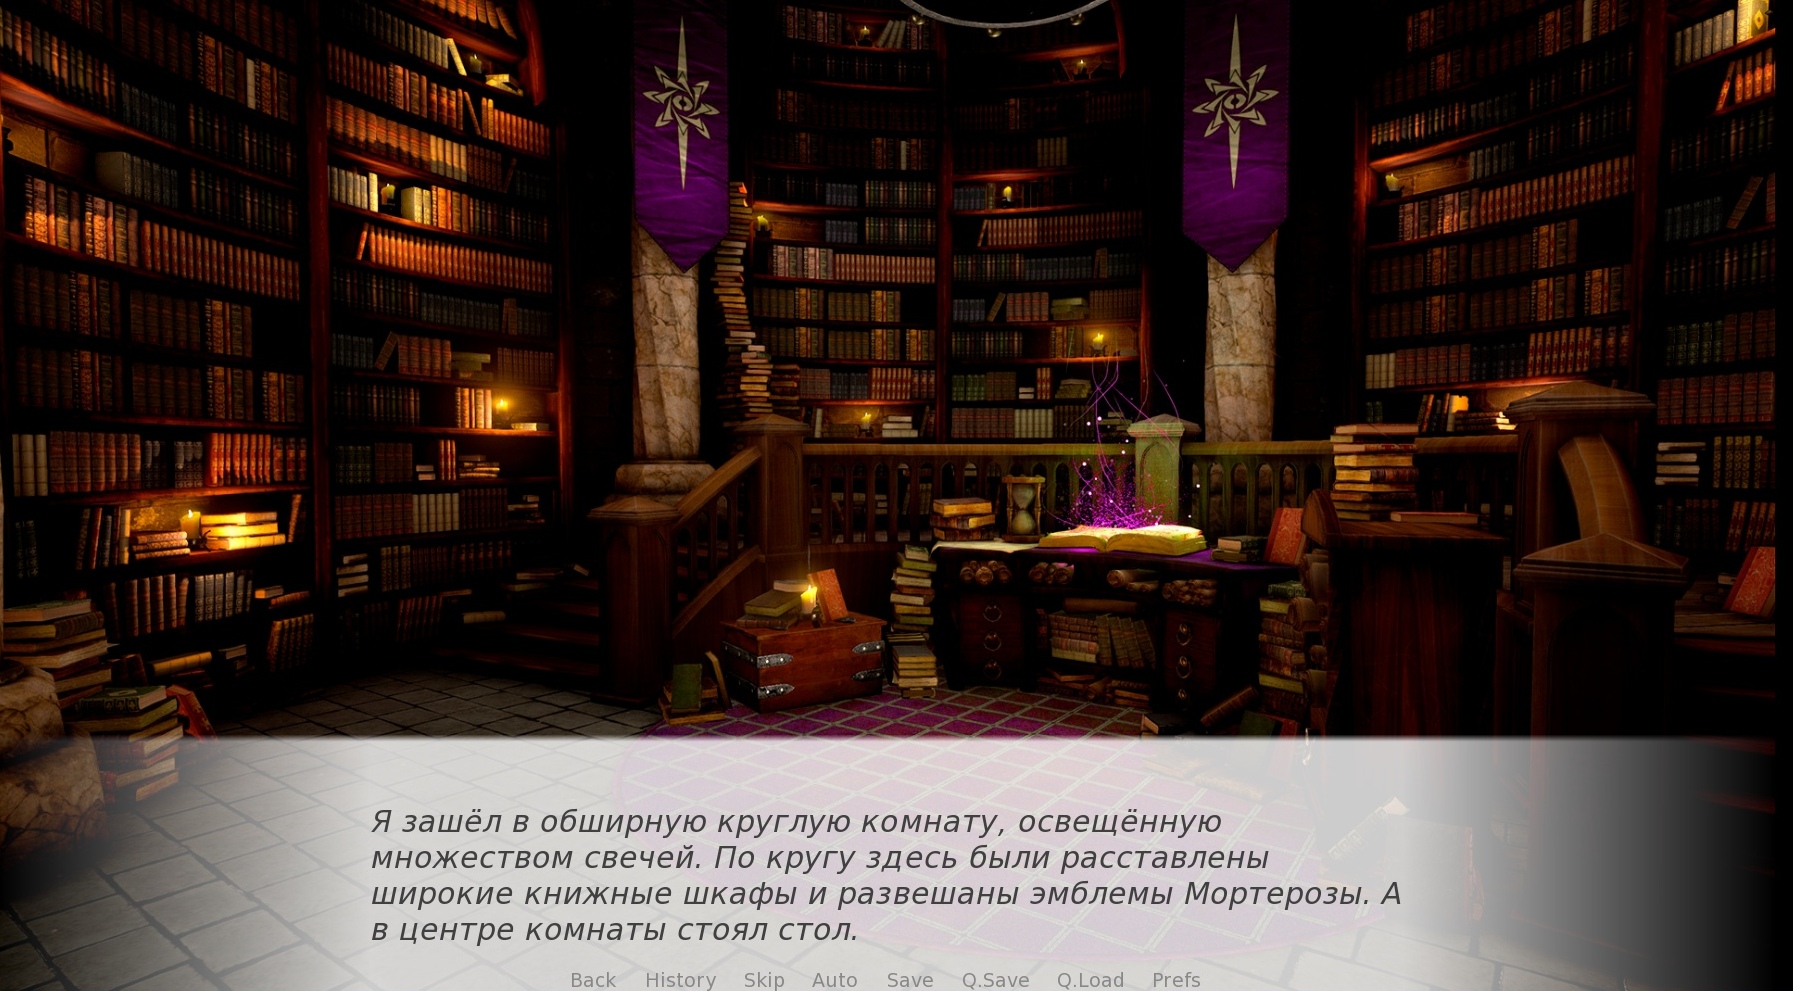 Я зашёл в обширную круглую комнату, освещённую
множеством свечей. По кругу здесь были расставлены
широкие книжные шкафы и развешаны эмблемы Мортерозы. А
в центре комнаты стоял стол.
Back History Skip Auto Save Q.Save Q.Load Prefs